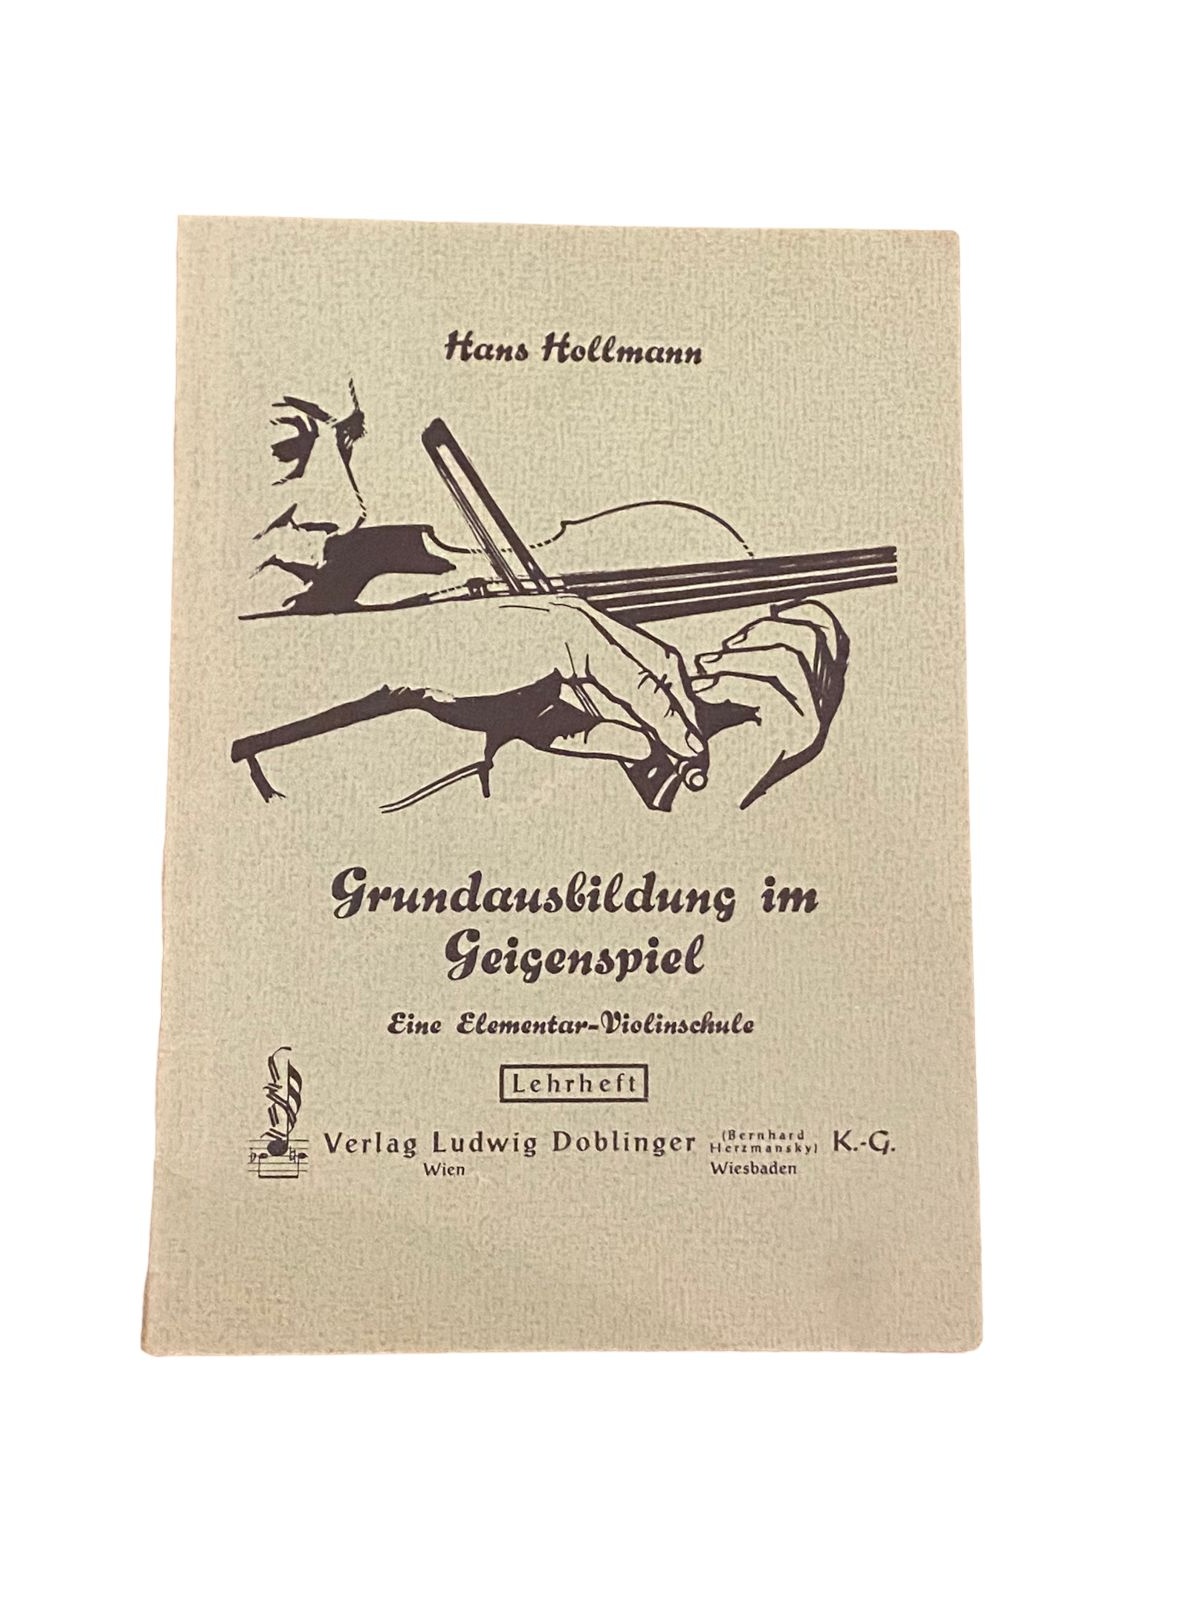 Hans Hollmann
Grundausbildung im
Geigenspiel
Eine Elementar-Violinschule
Lehrheft
Verlag Ludwig Doblinger (Bernhard Herzmansky) K.-G.
Wien Wiesbaden